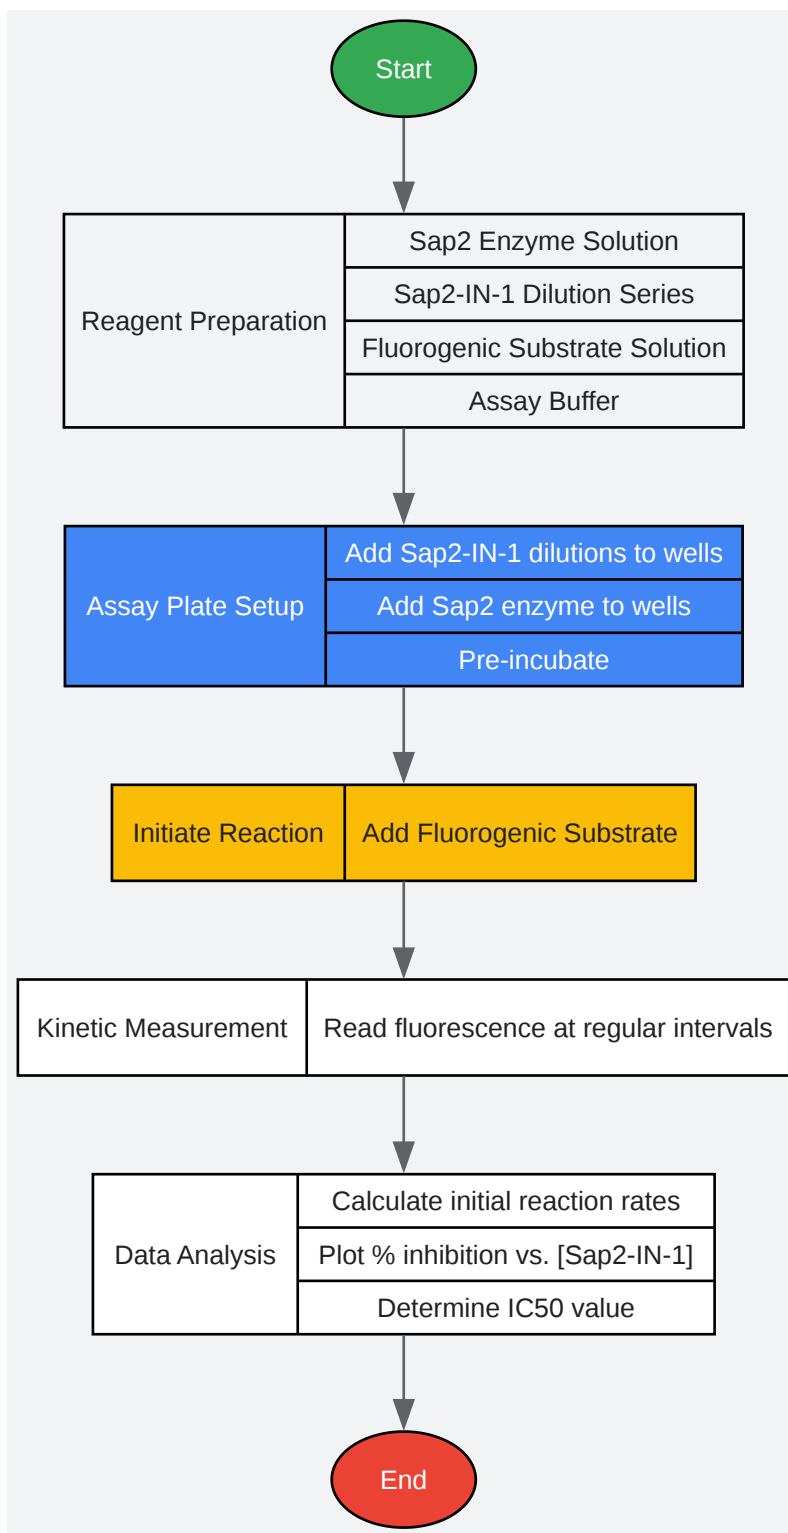 Start
Reagent Preparation
Sap2 Enzyme Solution
Sap2-IN-1 Dilution Series
Fluorogenic Substrate Solution
Assay Buffer
Assay Plate Setup
Add Sap2-IN-1 dilutions to wells
Add Sap2 enzyme to wells
Pre-incubate
Initiate Reaction
Add Fluorogenic Substrate
Kinetic Measurement
Read fluorescence at regular intervals
Data Analysis
Calculate initial reaction rates
Plot % inhibition vs. [Sap2-IN-1]
Determine IC50 value
End